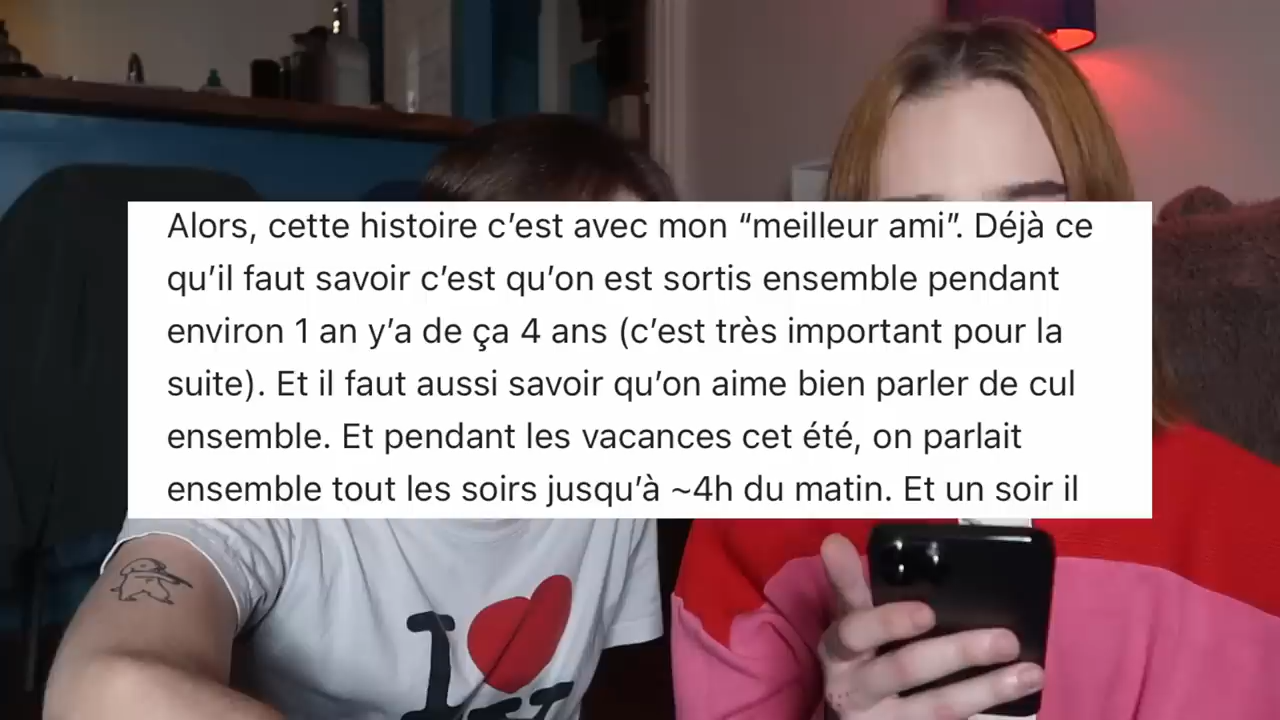 Alors, cette histoire c’est avec mon “meilleur ami”. Déjà ce
qu’il faut savoir c’est qu’on est sortis ensemble pendant
environ 1 an y’a de ça 4 ans (c’est très important pour la
suite). Et il faut aussi savoir qu’on aime bien parler de cul
ensemble. Et pendant les vacances cet été, on parlait
ensemble tout les soirs jusqu’à ~4h du matin. Et un soir il
I